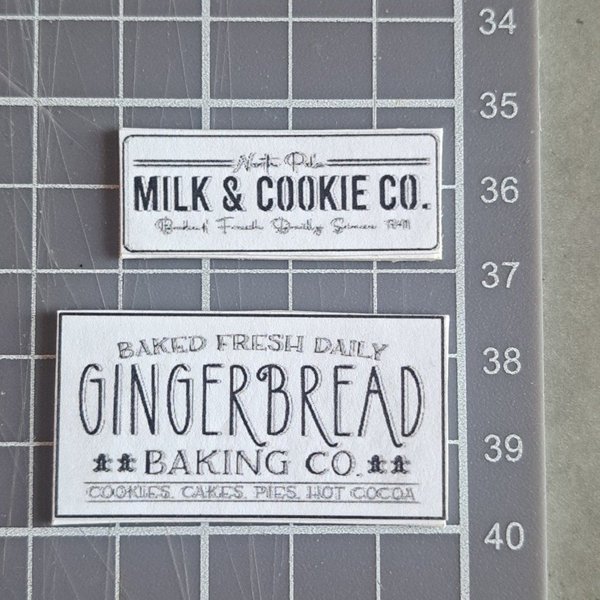 34
35
North Pole
MILK & COOKIE CO.
36
Baked Fresh Daily Since
37
BAKED FRESH DAILY
38
GINGERBREAD
BAKING CO.
39
COOKIES. CAKES. PIES. HOT COCOA
40